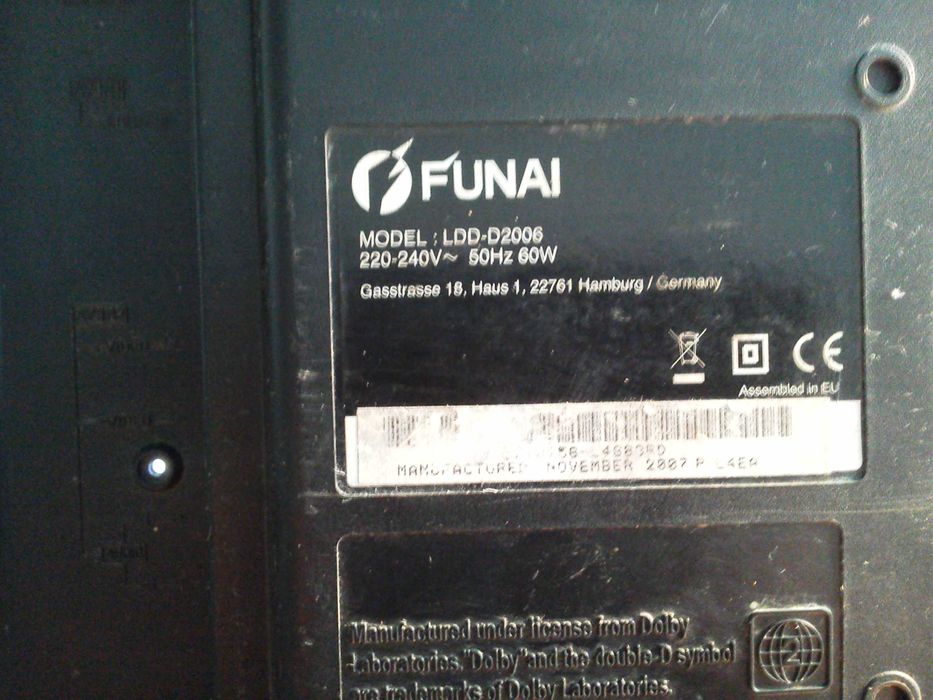 FUNAI
MODEL : LDD-D2006
220-240V~ 50Hz 60W
Gasstrasse 18, Haus 1, 22761 Hamburg / Germany
CE
Assembled in EU
MANUFACTURED NOVEMBER 2007
Manufactured under license from Dolby
Laboratories. "Dolby" and the double-D symbol
are trademarks of Dolby Laboratories.
2